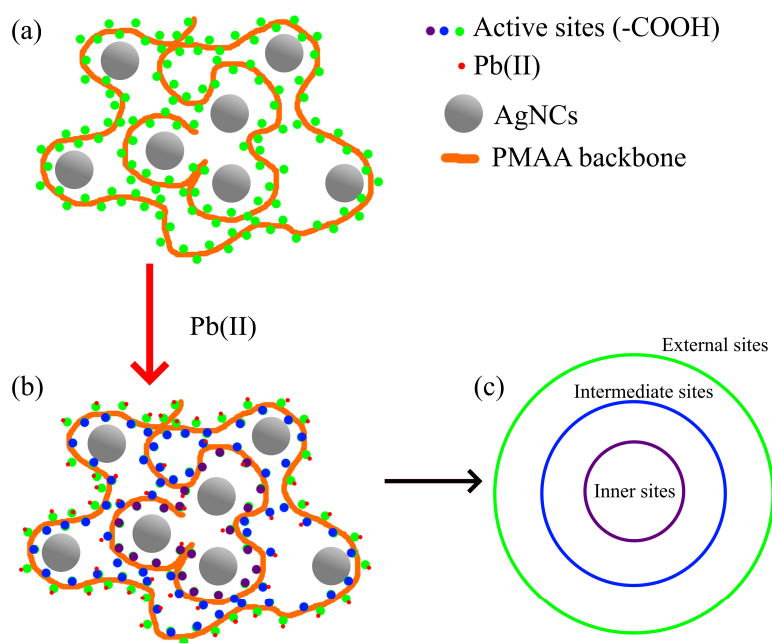 (a)
Active sites (-COOH)
Pb(II)
AgNCs
PMAA backbone
Pb(II)
(b)
(c)
External sites
Intermediate sites
Inner sites